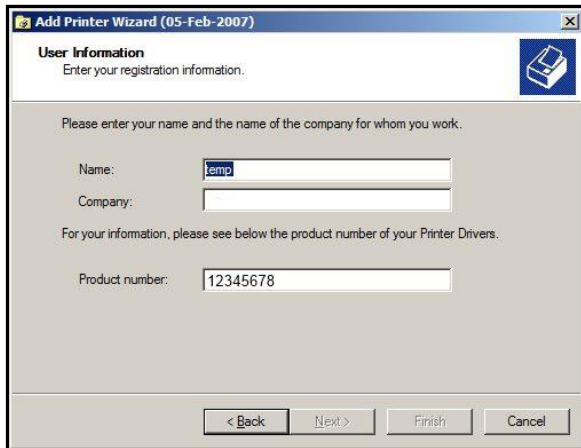 Add Printer Wizard (05-Feb-2007)
User Information
Enter your registration information.
Please enter your name and the name of the company for whom you work.
Name: temp
Company:
For your information, please see below the product number of your Printer Drivers.
Product number: 12345678
< Back Next > Finish Cancel